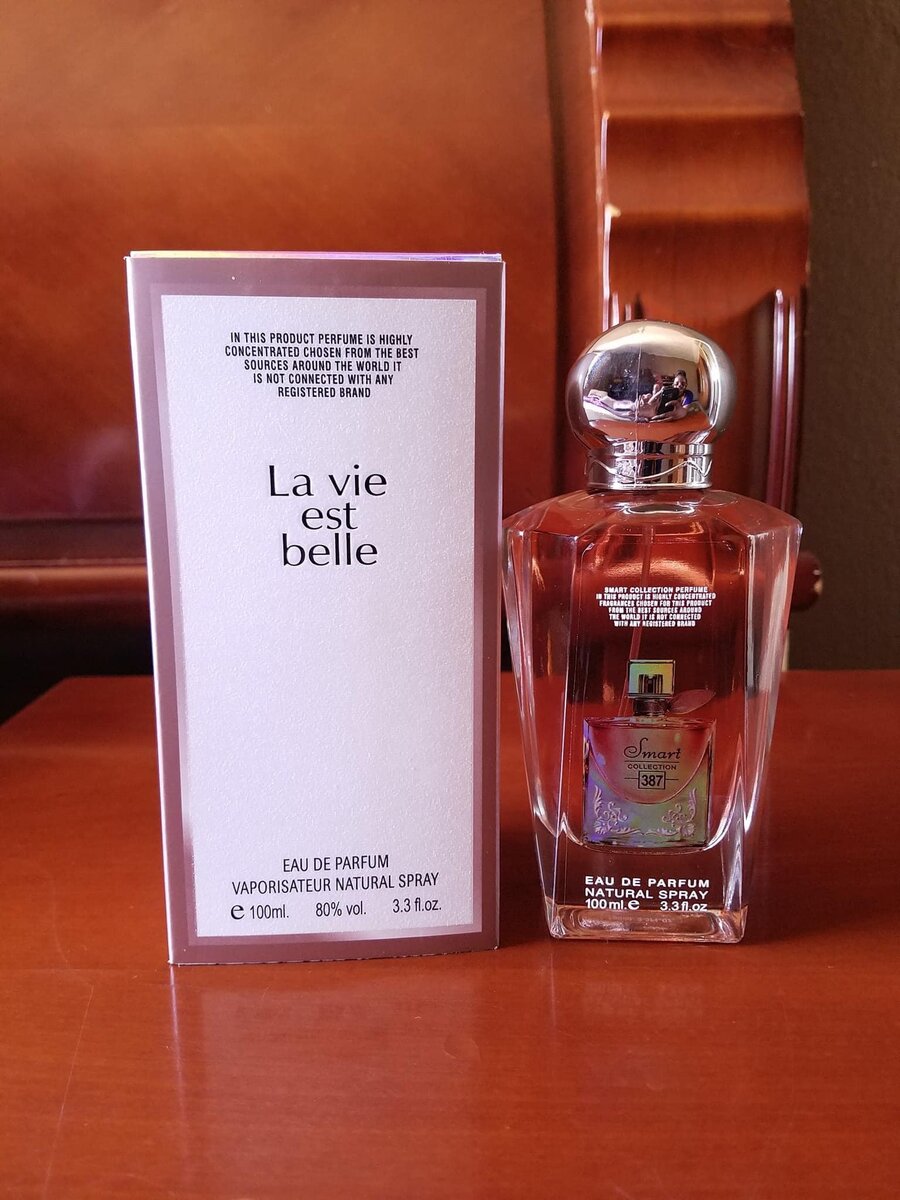 IN THIS PRODUCT PERFUME IS HIGHLY
CONCENTRATED CHOSEN FROM THE BEST
SOURCES AROUND THE WORLD IT
IS NOT CONNECTED WITH ANY
REGISTERED BRAND
La vie
est
belle
EAU DE PARFUM
VAPORISATEUR NATURAL SPRAY
e 100ml. 80% vol. 3.3 fl.oz.
SMART COLLECTION PERFUME
IN THIS PRODUCT IS HIGHLY CONCENTRATED
FRAGRANCES CHOSEN FOR THIS PRODUCT
FROM THE BEST SOURCES AROUND
THE WORLD IT IS NOT CONNECTED
WITH ANY REGISTERED BRAND
Smart
COLLECTION
387
EAU DE PARFUM
NATURAL SPRAY
100 ml. e 3.3 fl.oz.